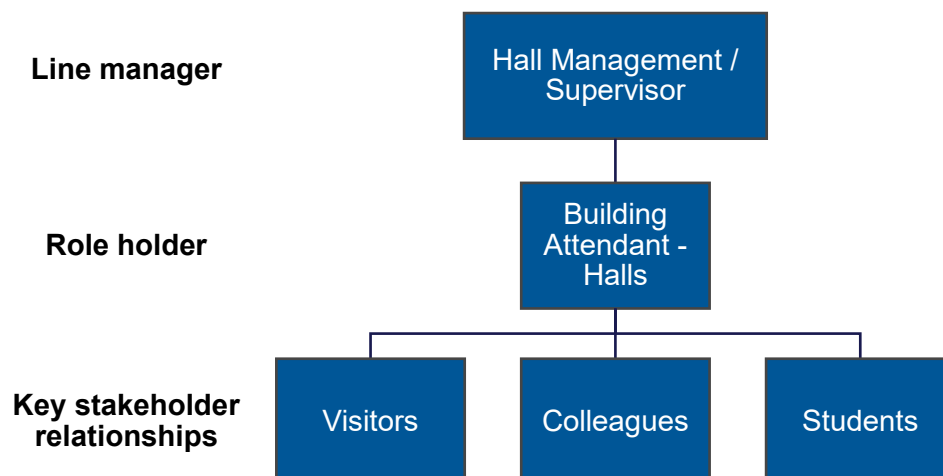 Line manager
Hall Management /
Supervisor
Role holder
Building
Attendant -
Halls
Key stakeholder
relationships
Visitors
Colleagues
Students